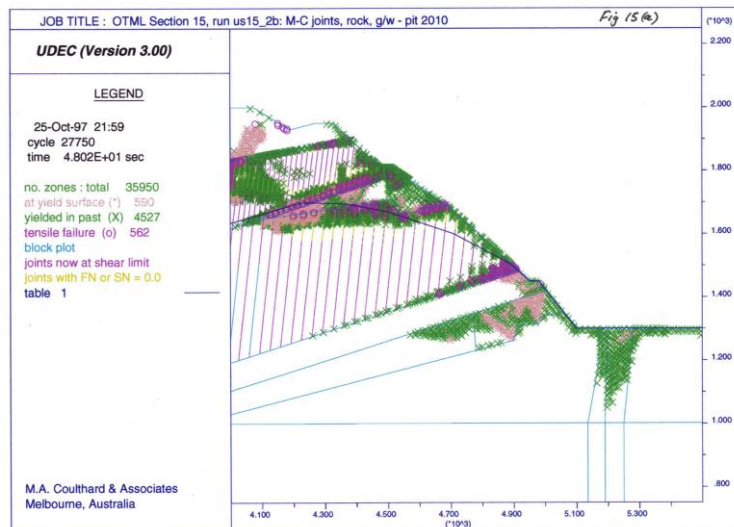 JOB TITLE : OTML Section 15, run us15_2b: M-C joints, rock, g/w - pit 2010
Fig 15(a)
(*10^3)
UDEC (Version 3.00)
LEGEND
25-Oct-97 21:59
cycle 27750
time 4.802E+01 sec
no. zones : total 35950
at yield surface (*) 590
yielded in past (X) 4527
tensile failure (o) 562
block plot
joints now at shear limit
joints with FN or SN = 0.0
table 1
M.A. Coulthard & Associates
Melbourne, Australia
2.200
2.000
1.800
1.600
1.400
1.200
1.000
.800
4.100 4.300 4.500 4.700 4.900 5.100 5.300
(*10^3)